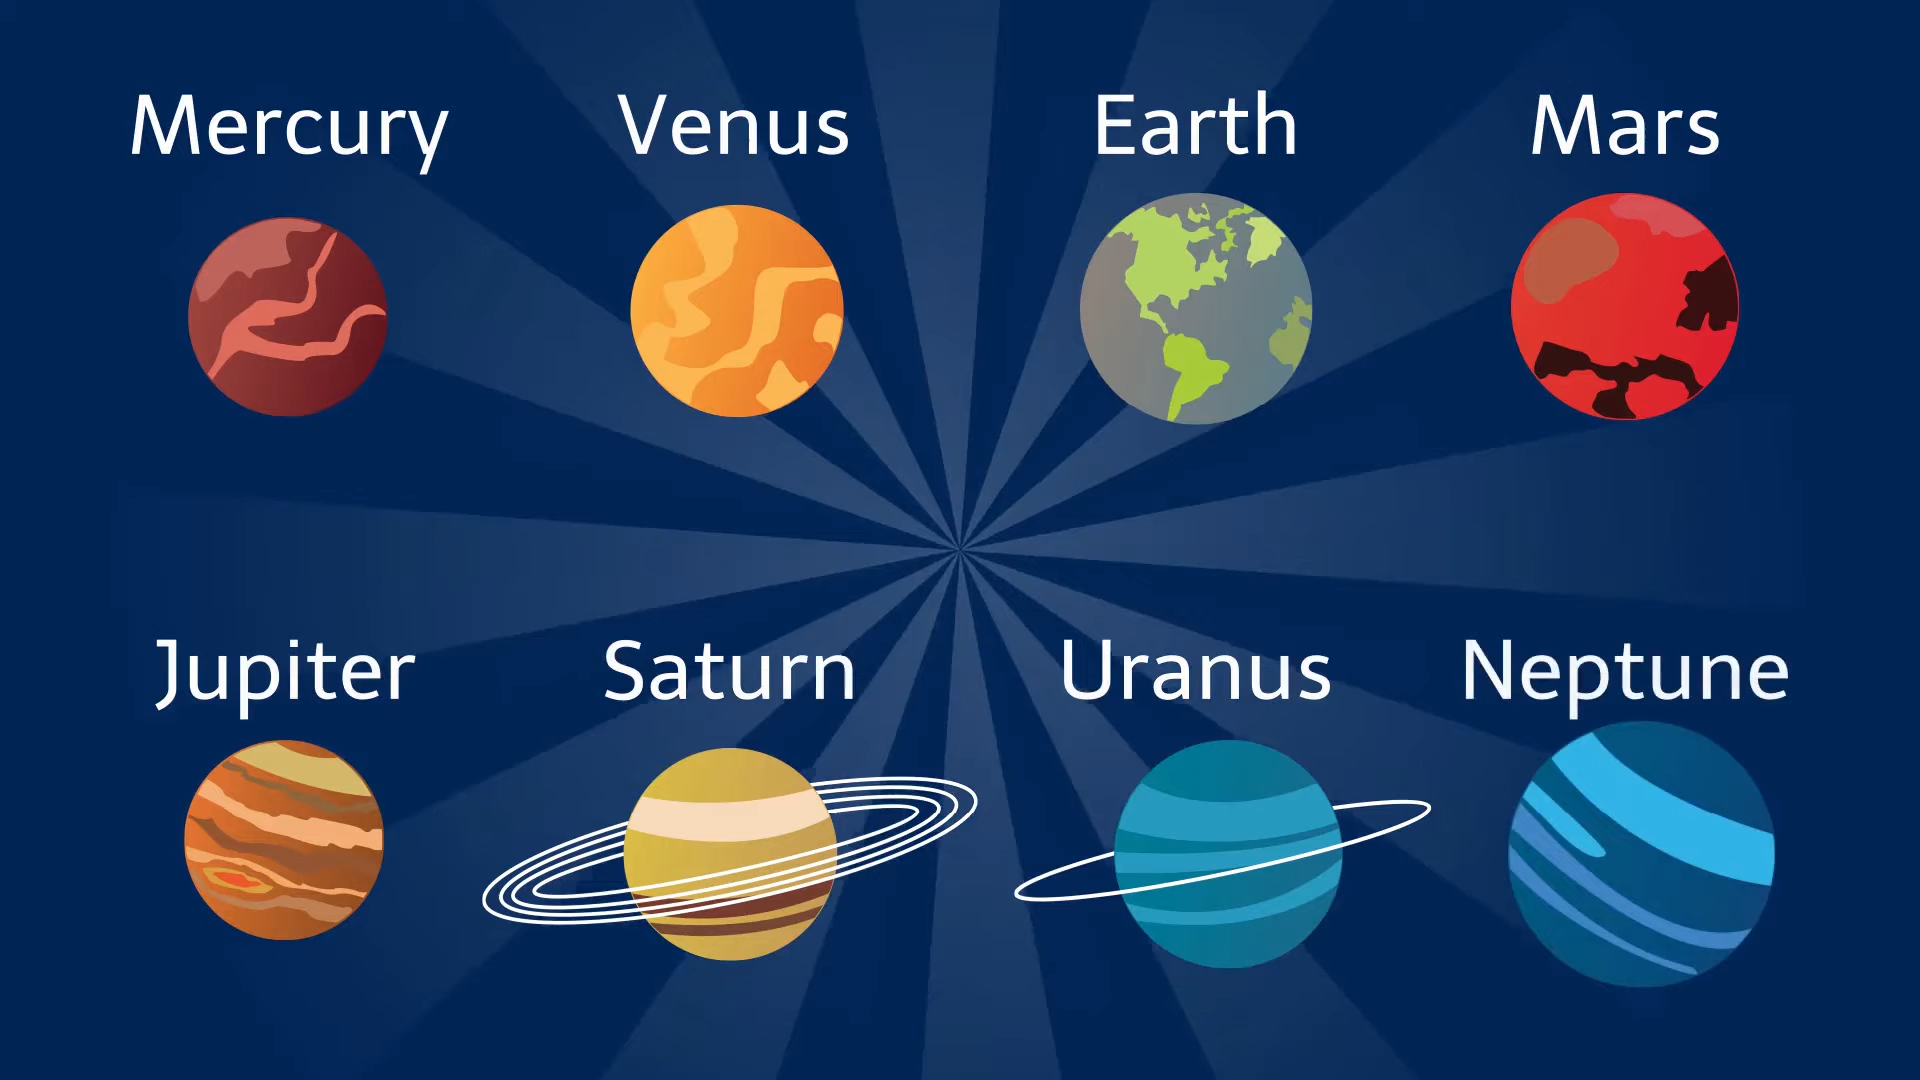 Mercury
Venus
Earth
Mars
Jupiter
Saturn
Uranus
Neptune